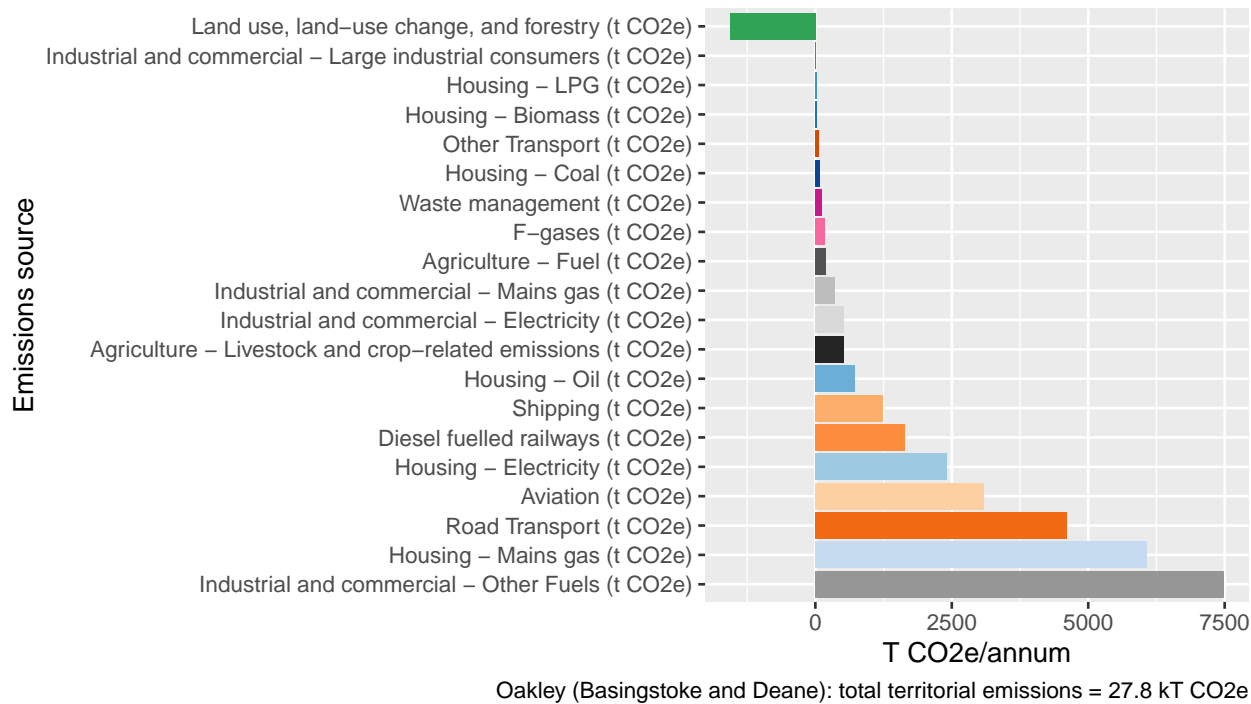 Emissions source
Land use, land−use change, and forestry (t CO2e)
Industrial and commercial − Large industrial consumers (t CO2e)
Housing − LPG (t CO2e)
Housing − Biomass (t CO2e)
Other Transport (t CO2e)
Housing − Coal (t CO2e)
Waste management (t CO2e)
F−gases (t CO2e)
Agriculture − Fuel (t CO2e)
Industrial and commercial − Mains gas (t CO2e)
Industrial and commercial − Electricity (t CO2e)
Agriculture − Livestock and crop−related emissions (t CO2e)
Housing − Oil (t CO2e)
Shipping (t CO2e)
Diesel fuelled railways (t CO2e)
Housing − Electricity (t CO2e)
Aviation (t CO2e)
Road Transport (t CO2e)
Housing − Mains gas (t CO2e)
Industrial and commercial − Other Fuels (t CO2e)
0 2500 5000 7500
T CO2e/annum
Oakley (Basingstoke and Deane): total territorial emissions = 27.8 kT CO2e